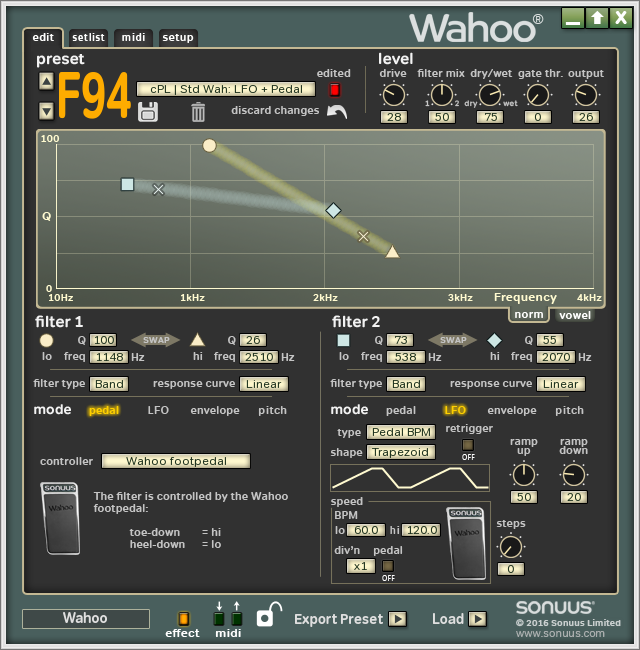 Wahoo®
edit setlist midi setup
preset
F94
cPL | Std Wah: LFO + Pedal
edited
discard changes
level
drive filter mix dry/wet gate thr. output
1 2 dry wet
28 50 75 0 26
100
Q
0
10Hz 1kHz 2kHz 3kHz Frequency 4kHz
norm vowel
filter 1
Q 100 SWAP Q 26
lo freq 1148 Hz hi freq 2510 Hz
filter type Band response curve Linear
mode pedal LFO envelope pitch
controller Wahoo footpedal
sonuus
Wahoo
The filter is controlled by the Wahoo
footpedal:
toe-down = hi
heel-down = lo
filter 2
Q 73 SWAP Q 55
lo freq 538 Hz hi freq 2070 Hz
filter type Band response curve Linear
mode pedal LFO envelope pitch
type Pedal BPM
retrigger
OFF
shape Trapezoid
ramp up
50
ramp down
20
speed
BPM
lo 60.0 hi 120.0
div'n pedal
x1
OFF
sonuus
Wahoo
steps
0
Wahoo
effect
midi
Export Preset
Load
sonuus®
© 2016 Sonuus Limited
www.sonuus.com